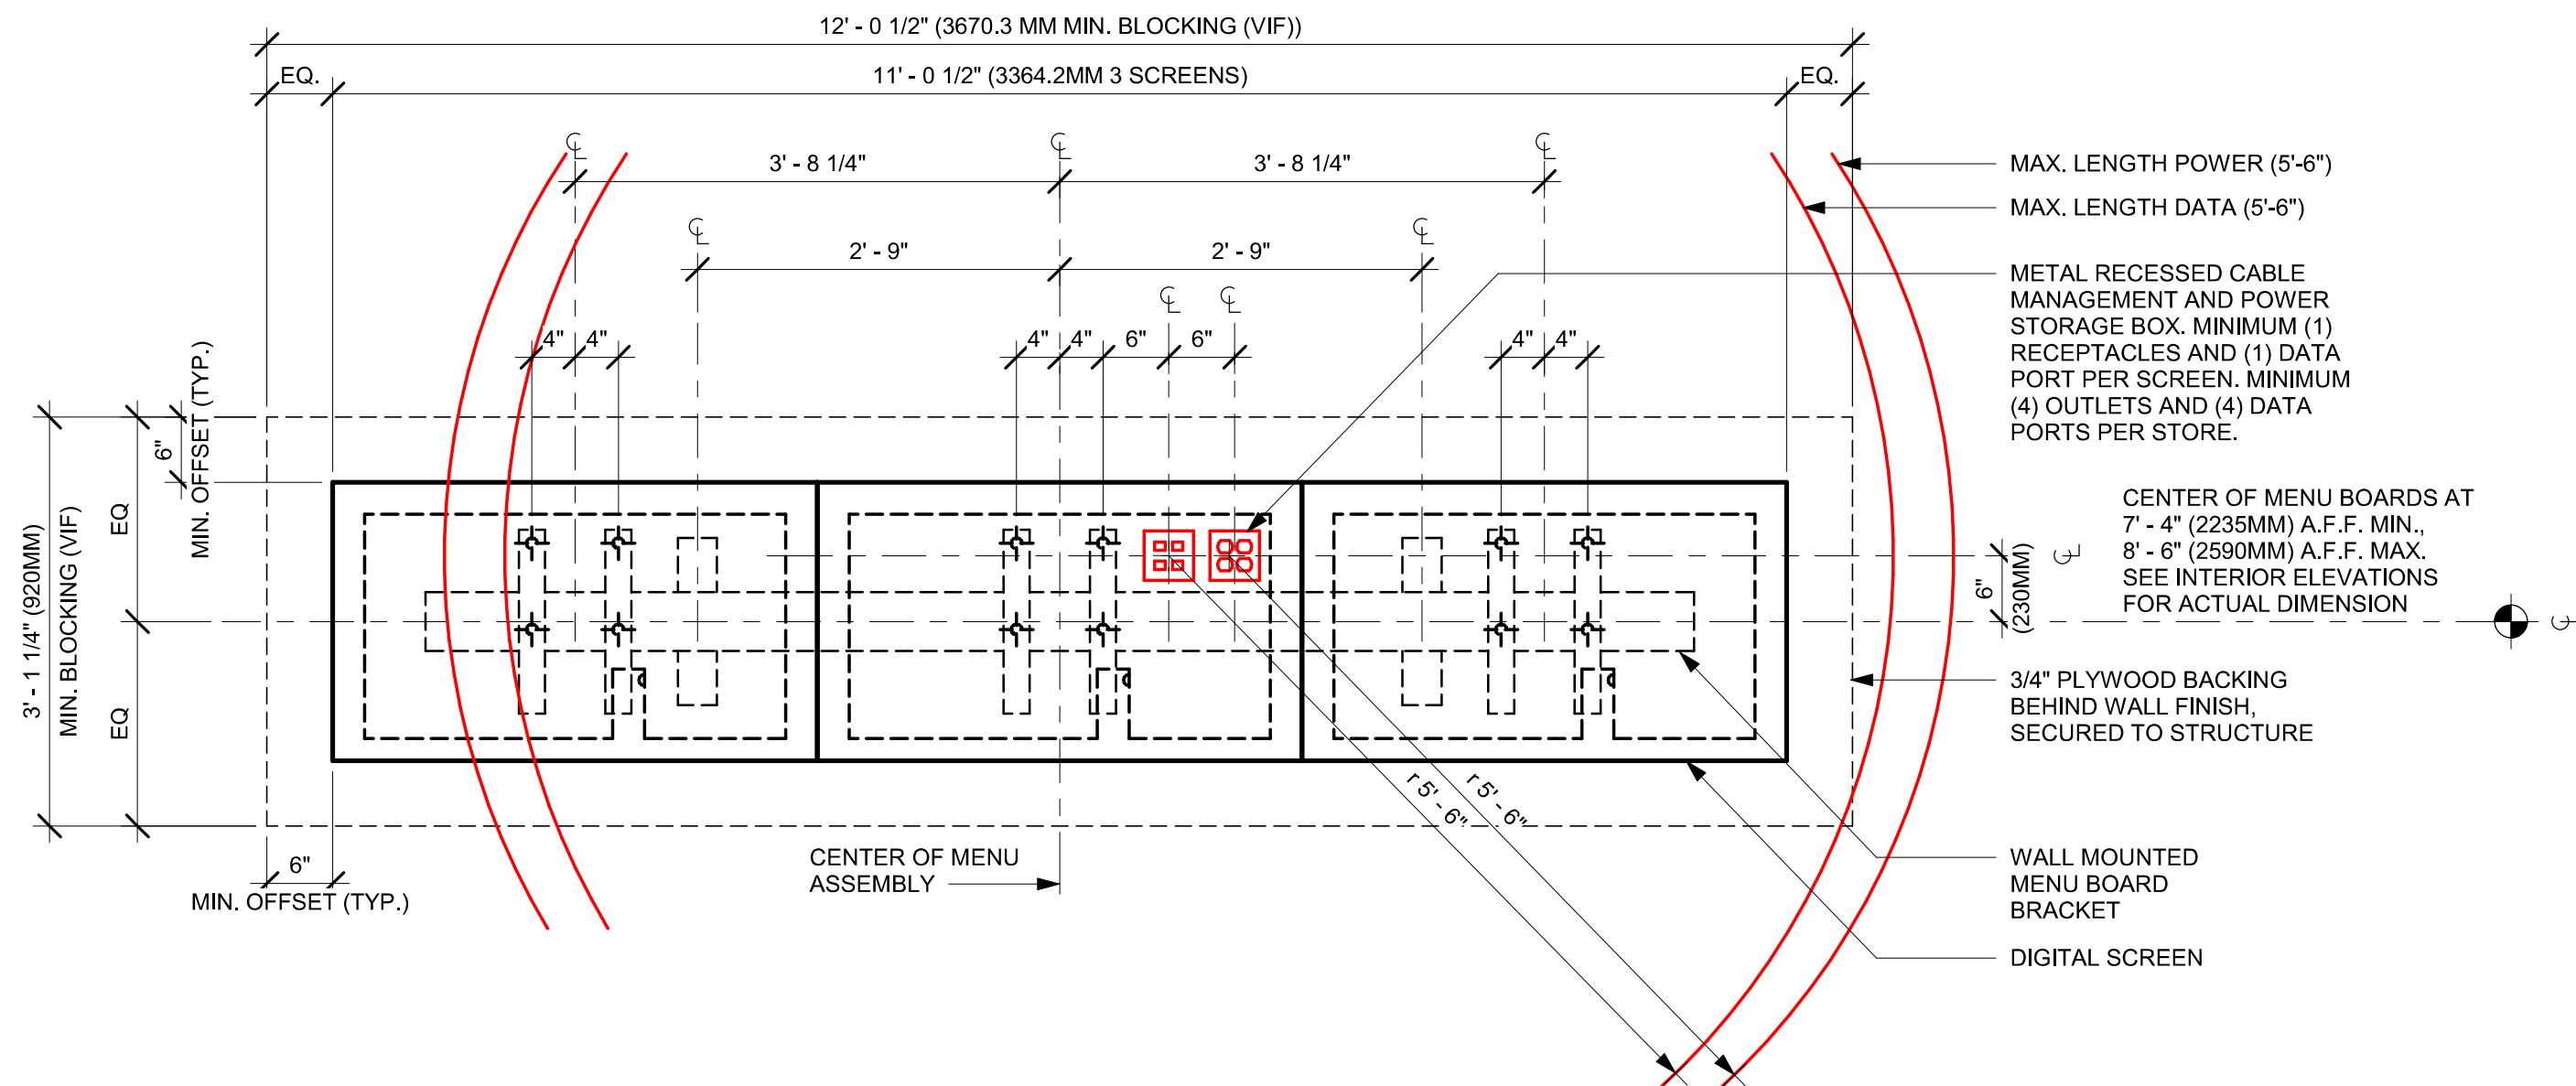 12' - 0 1/2" (3670.3 MM MIN. BLOCKING (VIF))
EQ.
11' - 0 1/2" (3364.2MM 3 SCREENS)
EQ.
3' - 8 1/4"
3' - 8 1/4"
2' - 9"
2' - 9"
4"
4"
4"
4"
6"
6"
4"
4"
MAX. LENGTH POWER (5'-6")
MAX. LENGTH DATA (5'-6")
METAL RECESSED CABLE
MANAGEMENT AND POWER
STORAGE BOX. MINIMUM (1)
RECEPTACLES AND (1) DATA
PORT PER SCREEN. MINIMUM
(4) OUTLETS AND (4) DATA
PORTS PER STORE.
3' - 1 1/4" (920MM)
MIN. BLOCKING (VIF)
EQ
EQ
6"
MIN. OFFSET (TYP.)
CENTER OF MENU BOARDS AT
7' - 4" (2235MM) A.F.F. MIN.,
8' - 6" (2590MM) A.F.F. MAX.
SEE INTERIOR ELEVATIONS
FOR ACTUAL DIMENSION
6"
(230MM)
3/4" PLYWOOD BACKING
BEHIND WALL FINISH,
SECURED TO STRUCTURE
r 5' - 6"
r 5' - 6"
6"
MIN. OFFSET (TYP.)
CENTER OF MENU
ASSEMBLY
WALL MOUNTED
MENU BOARD
BRACKET
DIGITAL SCREEN